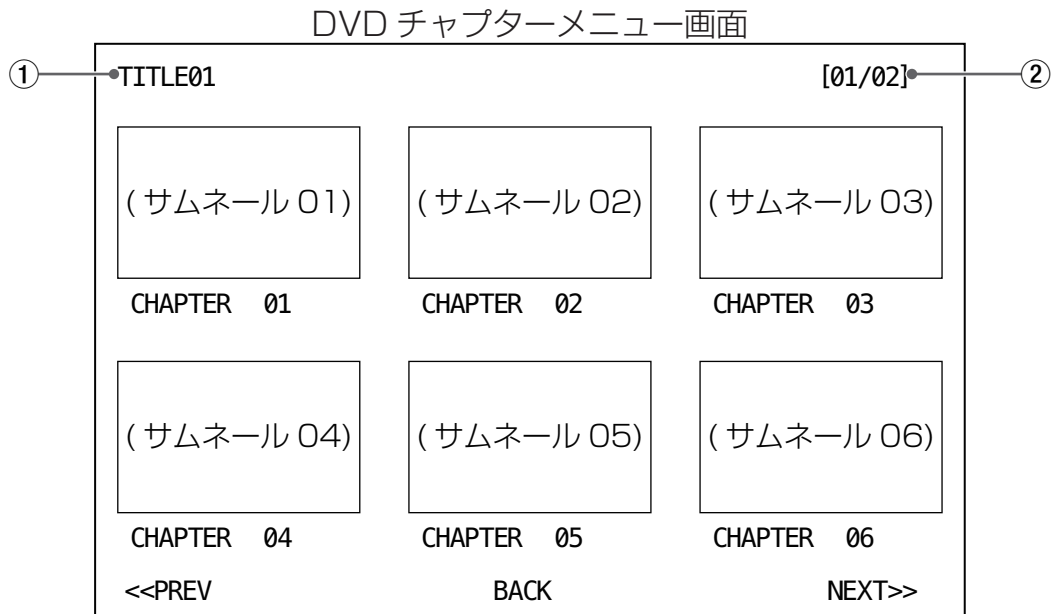 DVD チャプターメニュー画面
① TITLE01 [01/02] ②
(サムネール 01) (サムネール 02) (サムネール 03)
CHAPTER 01 CHAPTER 02 CHAPTER 03
(サムネール 04) (サムネール 05) (サムネール 06)
CHAPTER 04 CHAPTER 05 CHAPTER 06
<<PREV BACK NEXT>>